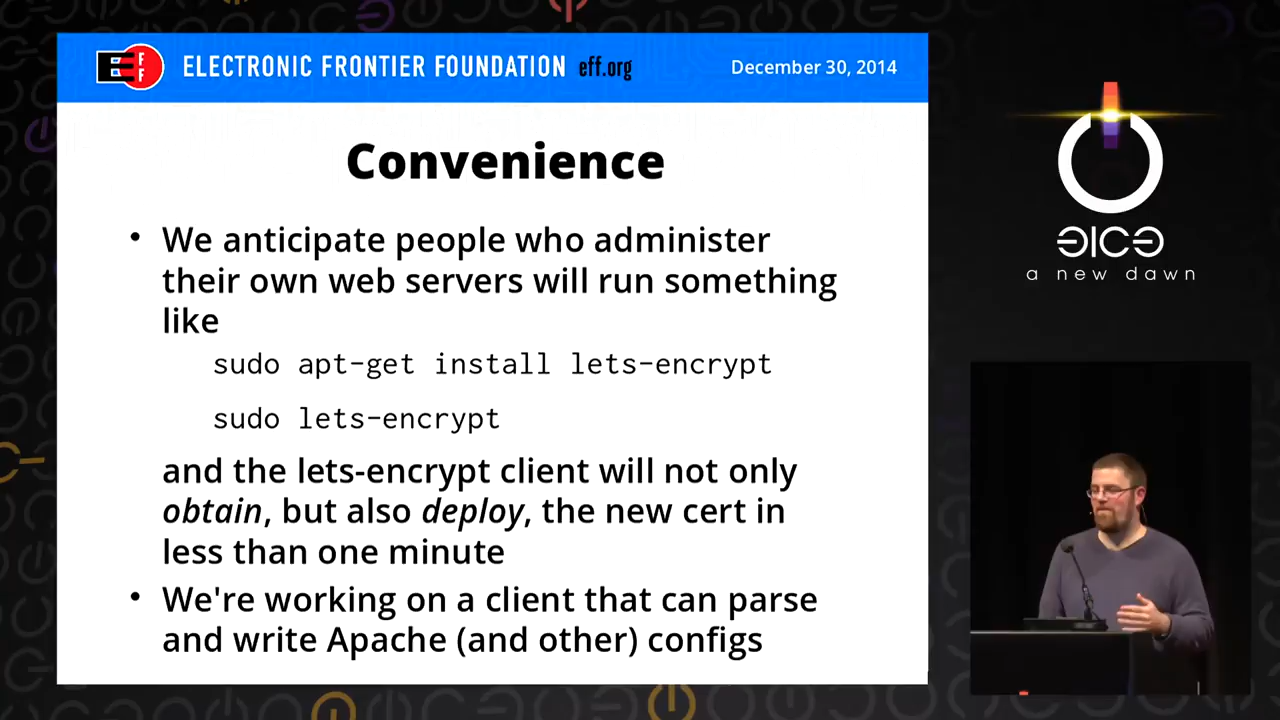 EFF
ELECTRONIC FRONTIER FOUNDATION eff.org
December 30, 2014
Convenience
• We anticipate people who administer
their own web servers will run something
like
sudo apt-get install lets-encrypt
sudo lets-encrypt
and the lets-encrypt client will not only
obtain, but also deploy, the new cert in
less than one minute
• We're working on a client that can parse
and write Apache (and other) configs
31C3
a new dawn